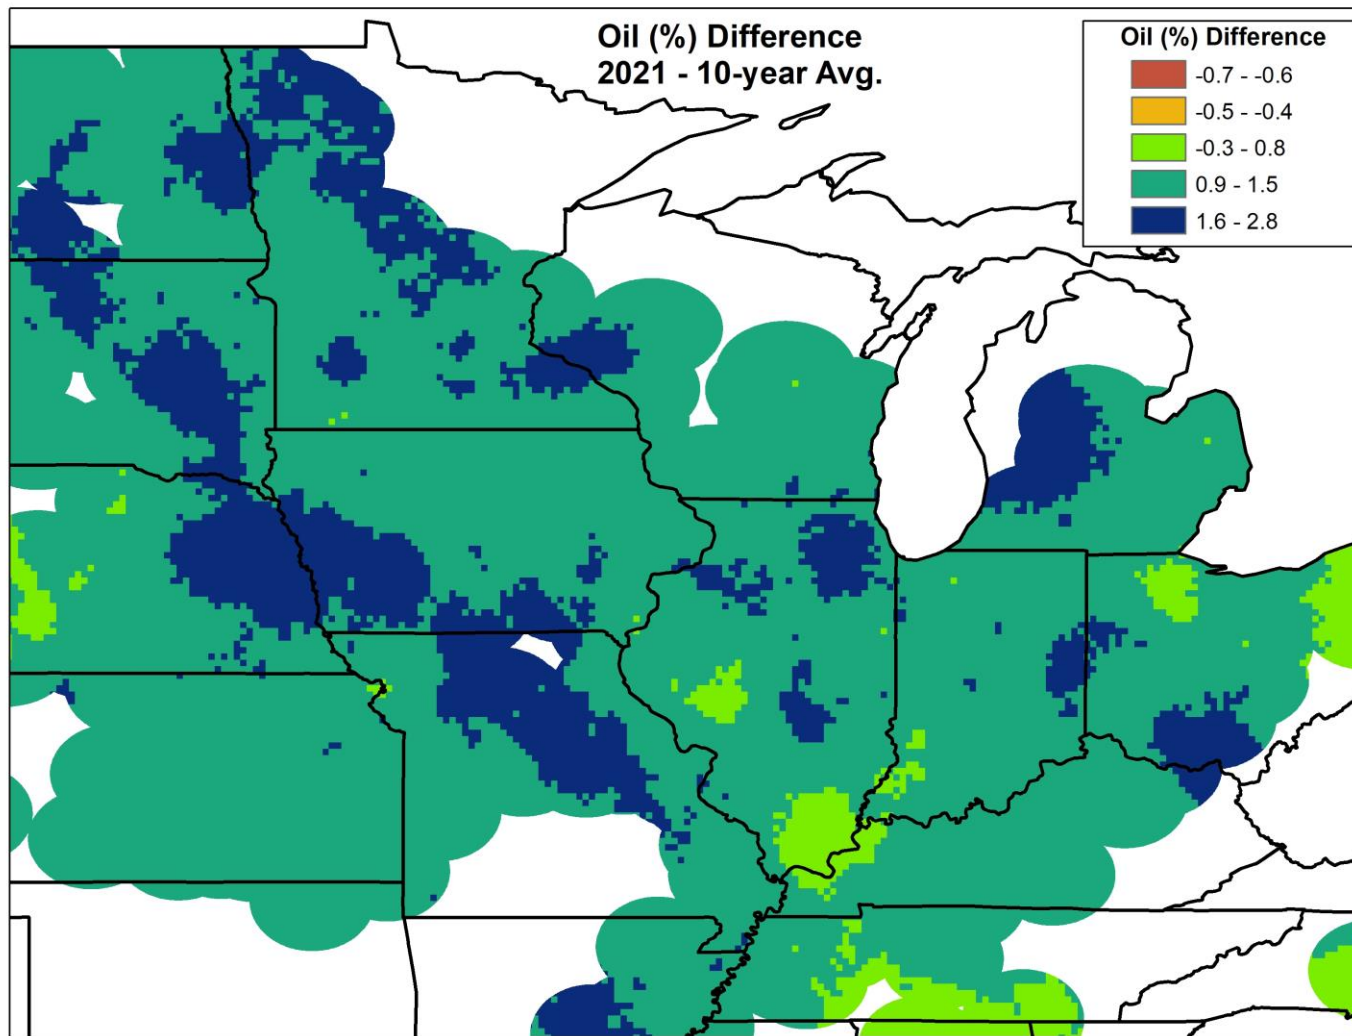 Oil (%) Difference
2021 - 10-year Avg.
Oil (%) Difference
-0.7 - -0.6
-0.5 - -0.4
-0.3 - 0.8
0.9 - 1.5
1.6 - 2.8